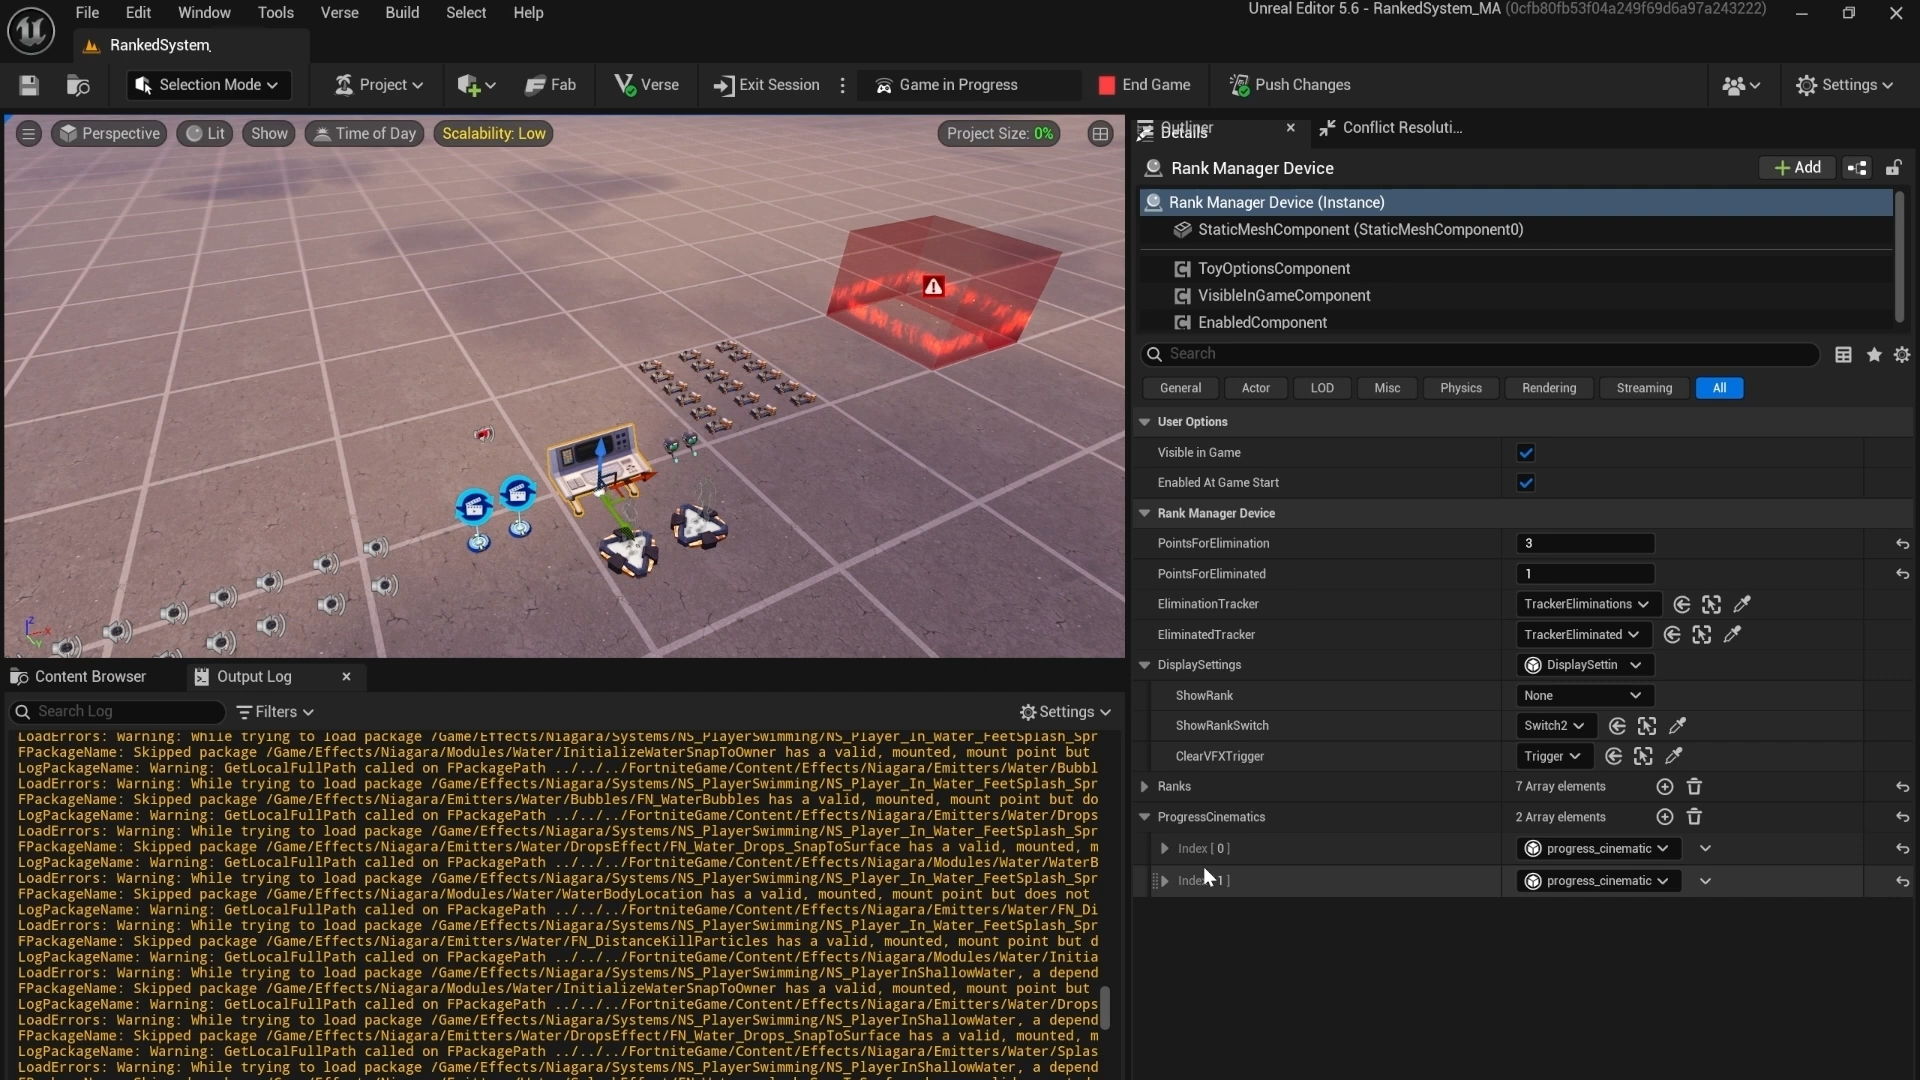 File Edit Window Tools Verse Build Select Help
Unreal Editor 5.6 - RankedSystem_MA (0cfb80fb53f04a249f69d6a97a243222)
RankedSystem
Selection Mode
Project
Fab
Verse
Exit Session
Game in Progress
End Game
Push Changes
Settings
Perspective
Lit
Show
Time of Day
Scalability: Low
Project Size: 0%
Outliner
Details
Conflict Resoluti...
Rank Manager Device
Add
Rank Manager Device (Instance)
StaticMeshComponent (StaticMeshComponent0)
ToyOptionsComponent
VisibleInGameComponent
EnabledComponent
Search
General Actor LOD Misc Physics Rendering Streaming All
User Options
Visible in Game
Enabled At Game Start
Rank Manager Device
PointsForElimination 3
PointsForEliminated 1
EliminationTracker TrackerEliminations
EliminatedTracker TrackerEliminated
DisplaySettings DisplaySettin
ShowRank None
ShowRankSwitch Switch2
ClearVFXTrigger Trigger
Ranks 7 Array elements
ProgressCinematics 2 Array elements
Index [ 0 ] progress_cinematic
1 ] progress_cinematic
Content Browser
Output Log
Search Log
Filters
Settings
LoadErrors: Warning: While trying to load package /Game/Effects/Niagara/Systems/NS_PlayerSwimming/NS_Player_In_Water_FeetSplash_Spr
FPackageName: Skipped package /Game/Effects/Niagara/Modules/Water/InitializeWaterSnapToOwner has a valid, mounted, mount point but
LogPackageName: Warning: GetLocalFullPath called on FPackagePath ../../../FortniteGame/Content/Effects/Niagara/Emitters/Water/Bubbl
LoadErrors: Warning: While trying to load package /Game/Effects/Niagara/Systems/NS_PlayerSwimming/NS_Player_In_Water_FeetSplash_Spr
FPackageName: Skipped package /Game/Effects/Niagara/Emitters/Water/Bubbles/FN_WaterBubbles has a valid, mounted, mount point but do
LogPackageName: Warning: GetLocalFullPath called on FPackagePath ../../../FortniteGame/Content/Effects/Niagara/Emitters/Water/Drops
LoadErrors: Warning: While trying to load package /Game/Effects/Niagara/Systems/NS_PlayerSwimming/NS_Player_In_Water_FeetSplash_Spr
FPackageName: Skipped package /Game/Effects/Niagara/Emitters/Water/DropsEffect/FN_Water_Drops_SnapToSurface has a valid, mounted, m
LogPackageName: Warning: GetLocalFullPath called on FPackagePath ../../../FortniteGame/Content/Effects/Niagara/Modules/Water/WaterB
LoadErrors: Warning: While trying to load package /Game/Effects/Niagara/Systems/NS_PlayerSwimming/NS_Player_In_Water_FeetSplash_Spr
FPackageName: Skipped package /Game/Effects/Niagara/Modules/Water/WaterBodyLocation has a valid, mounted, mount point but does not
LogPackageName: Warning: GetLocalFullPath called on FPackagePath ../../../FortniteGame/Content/Effects/Niagara/Emitters/Water/FN_Di
LoadErrors: Warning: While trying to load package /Game/Effects/Niagara/Systems/NS_PlayerSwimming/NS_Player_In_Water_FeetSplash_Spr
FPackageName: Skipped package /Game/Effects/Niagara/Emitters/Water/FN_DistanceKillParticles has a valid, mounted, mount point but d
LogPackageName: Warning: GetLocalFullPath called on FPackagePath ../../../FortniteGame/Content/Effects/Niagara/Modules/Water/Initia
LoadErrors: Warning: While trying to load package /Game/Effects/Niagara/Systems/NS_PlayerSwimming/NS_PlayerInShallowWater, a depend
FPackageName: Skipped package /Game/Effects/Niagara/Modules/Water/InitializeWaterSnapToOwner has a valid, mounted, mount point but
LogPackageName: Warning: GetLocalFullPath called on FPackagePath ../../../FortniteGame/Content/Effects/Niagara/Emitters/Water/Drops
LoadErrors: Warning: While trying to load package /Game/Effects/Niagara/Systems/NS_PlayerSwimming/NS_PlayerInShallowWater, a depend
FPackageName: Skipped package /Game/Effects/Niagara/Emitters/Water/DropsEffect/FN_Water_Drops_SnapToSurface has a valid, mounted, m
LogPackageName: Warning: GetLocalFullPath called on FPackagePath ../../../FortniteGame/Content/Effects/Niagara/Emitters/Water/Splas
LoadErrors: Warning: While trying to load package /Game/Effects/Niagara/Systems/NS_PlayerSwimming/NS_PlayerInShallowWater, a depend